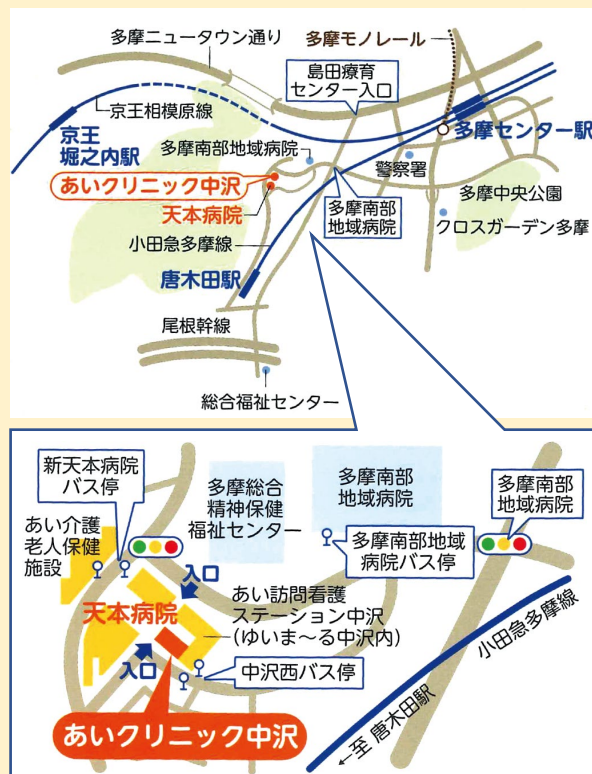 多摩ニュータウン通り
多摩モノレール
島田療育
センター入口
京王相模原線
京王
堀之内駅
多摩センター駅
多摩南部地域病院
警察署
あいクリニック中沢
天本病院
多摩南部
地域病院
多摩中央公園
クロスガーデン多摩
小田急多摩線
唐木田駅
尾根幹線
総合福祉センター
新天本病院
バス停
多摩総合
精神保健
福祉センター
多摩南部
地域病院
多摩南部
地域病院
あい介護
老人保健
施設
多摩南部地域
病院バス停
入口
天本病院
あい訪問看護
ステーション中沢
(ゆいま〜る中沢内)
小田急多摩線
入口
中沢西バス停
あいクリニック中沢
←至 唐木田駅